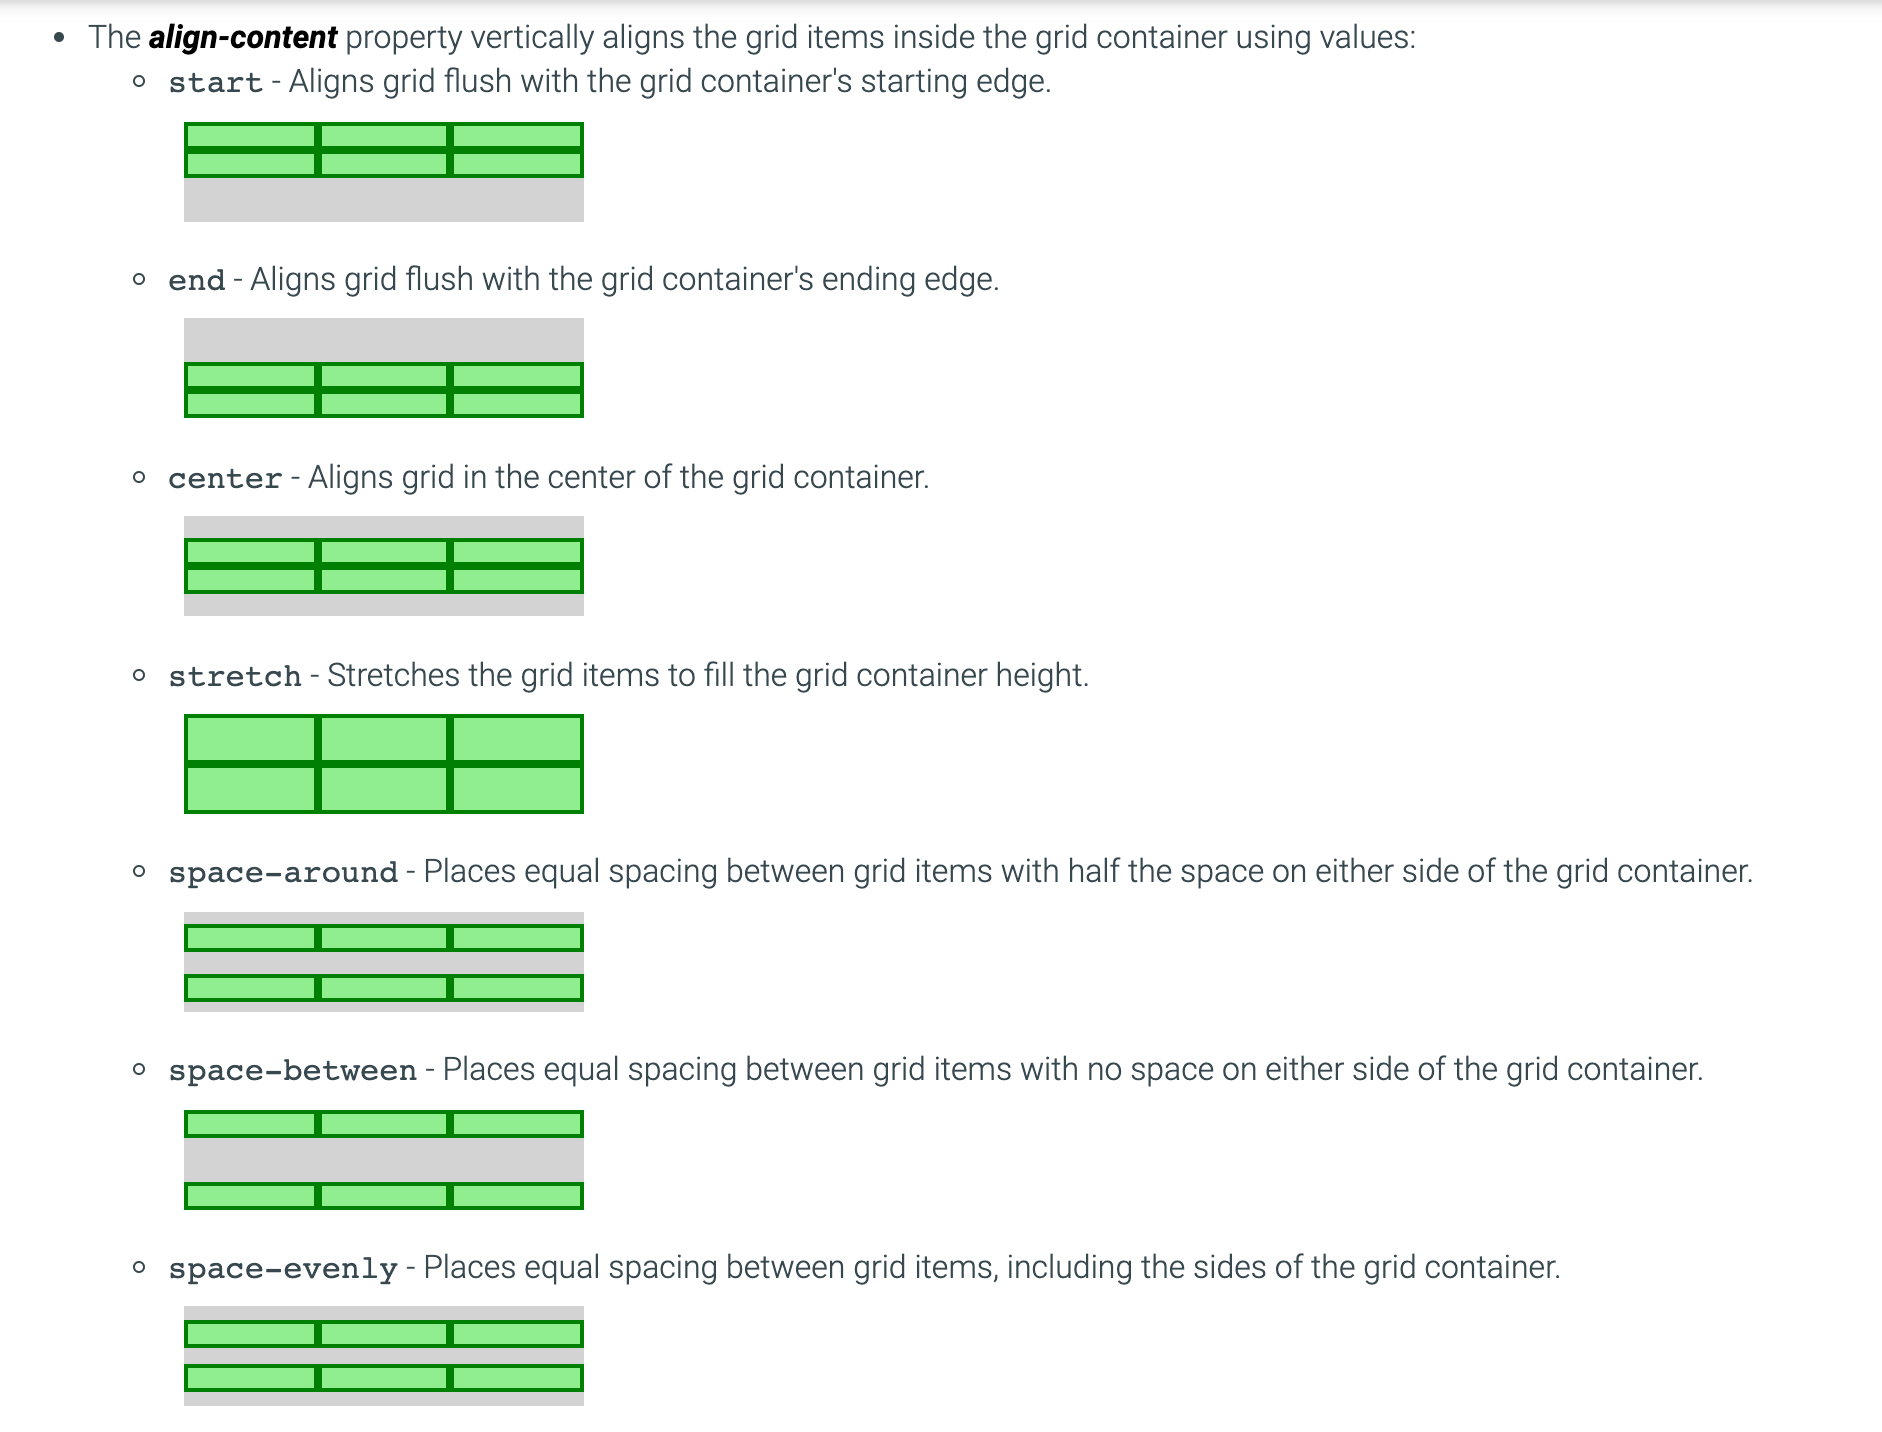 The align-content property vertically aligns the grid items inside the grid container using values:
start - Aligns grid flush with the grid container's starting edge.
end - Aligns grid flush with the grid container's ending edge.
center - Aligns grid in the center of the grid container.
stretch - Stretches the grid items to fill the grid container height.
space-around - Places equal spacing between grid items with half the space on either side of the grid container.
space-between - Places equal spacing between grid items with no space on either side of the grid container.
space-evenly - Places equal spacing between grid items, including the sides of the grid container.